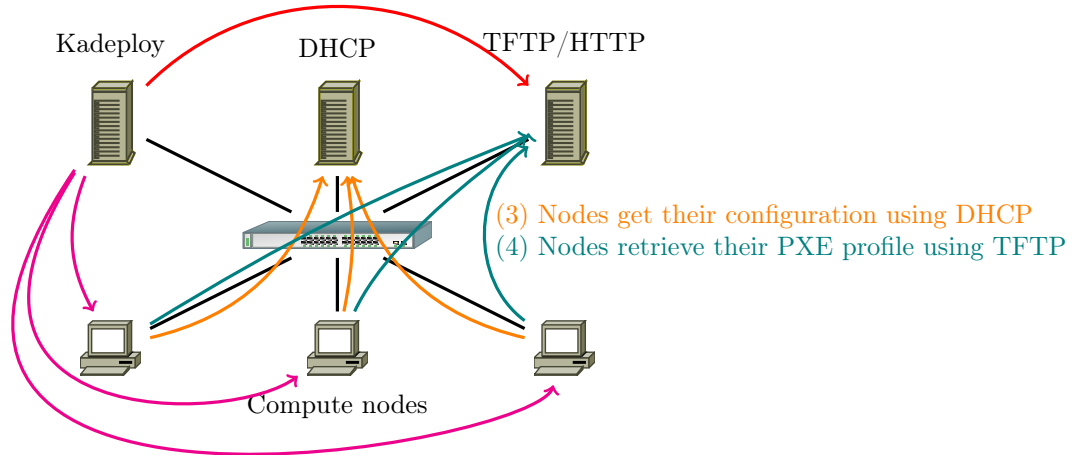 Kadeploy
DHCP
TFTP/HTTP
(3) Nodes get their configuration using DHCP
(4) Nodes retrieve their PXE profile using TFTP
Compute nodes